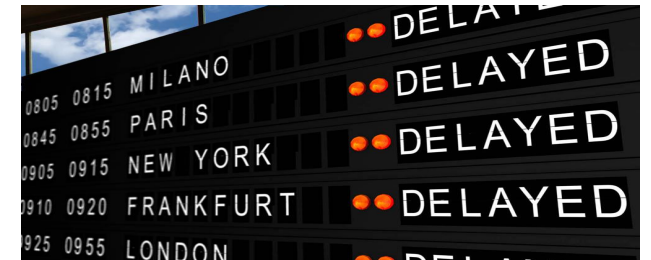 0805 0815 MILANO DELAYED
0845 0855 PARIS DELAYED
0905 0915 NEW YORK DELAYED
0910 0920 FRANKFURT DELAYED
0925 0955 LONDON DELAYED